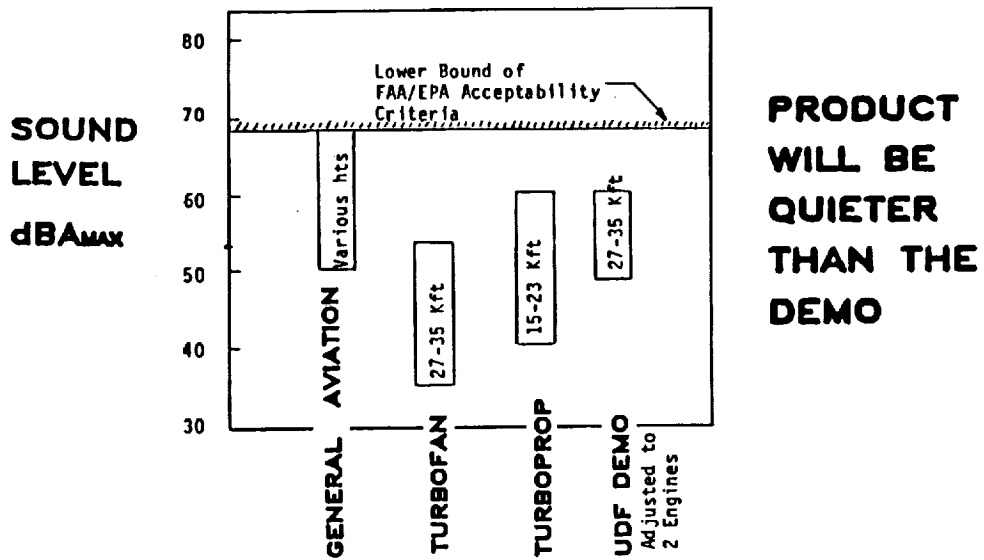 SOUND
LEVEL
dBAMAX
80
70
60
50
40
30
Lower Bound of
FAA/EPA Acceptability
Criteria
Various hts
27-35 Kft
15-23 Kft
27-35 Kft
GENERAL AVIATION
TURBOFAN
TURBOPROP
UDF DEMO
Adjusted to
2 Engines
PRODUCT
WILL BE
QUIETER
THAN THE
DEMO